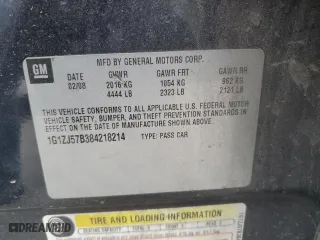 GM
MFD BY GENERAL MOTORS CORP.
DATE GVWR GAWR FRT GAWR RR
02/08 2016 KG 1054 KG 962 KG
4444 LB 2323 LB 2121 LB
THIS VEHICLE CONFORMS TO ALL APPLICABLE U.S. FEDERAL MOTOR
VEHICLE SAFETY, BUMPER, AND THEFT PREVENTION STANDARDS IN
EFFECT ON THE DATE OF MANUFACTURE SHOWN ABOVE.
1G1ZJ57B384218214 TYPE: PASS CAR
TIRE AND LOADING INFORMATION